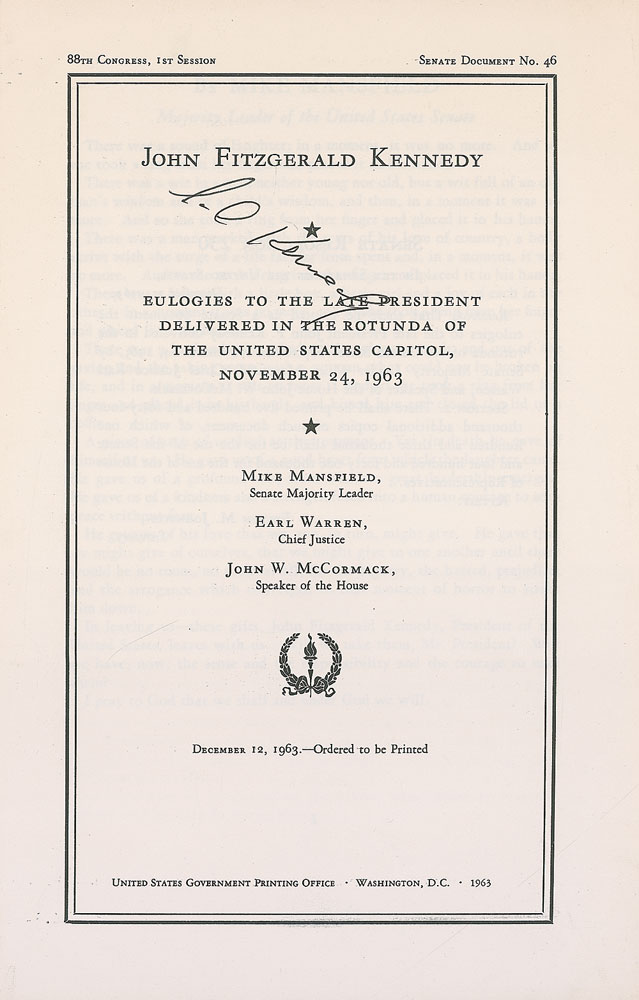 88TH CONGRESS, 1ST SESSION
SENATE DOCUMENT No. 46
JOHN FITZGERALD KENNEDY
EULOGIES TO THE LATE PRESIDENT
DELIVERED IN THE ROTUNDA OF
THE UNITED STATES CAPITOL,
NOVEMBER 24, 1963
MIKE MANSFIELD,
Senate Majority Leader
EARL WARREN,
Chief Justice
JOHN W. MCCORMACK,
Speaker of the House
DECEMBER 12, 1963.—Ordered to be Printed
UNITED STATES GOVERNMENT PRINTING OFFICE · WASHINGTON, D.C. · 1963